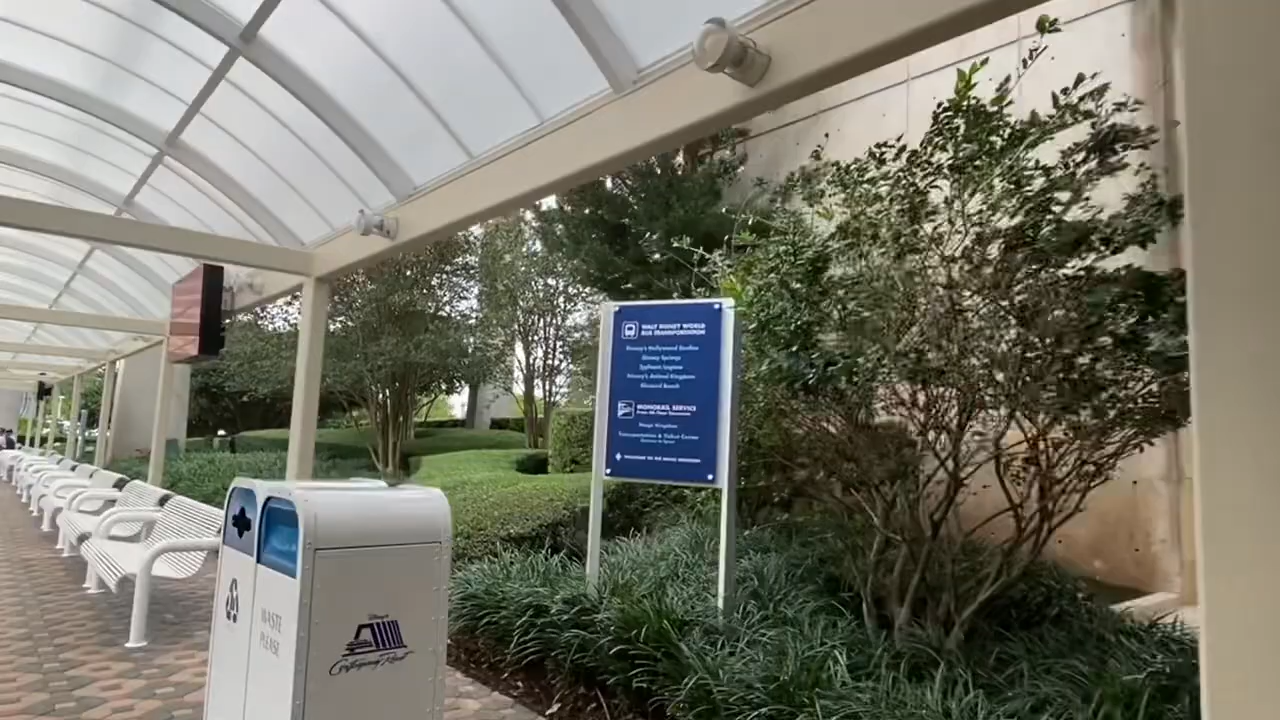 WALT DISNEY WORLD
BUS TRANSPORTATION
Disney's Hollywood Studios
Disney Springs
Typhoon Lagoon
Disney's Animal Kingdom
Blizzard Beach
MONORAIL SERVICE
Magic Kingdom
Transportation & Ticket Center
WASTE
PLEASE
Disney's
Contemporary Resort